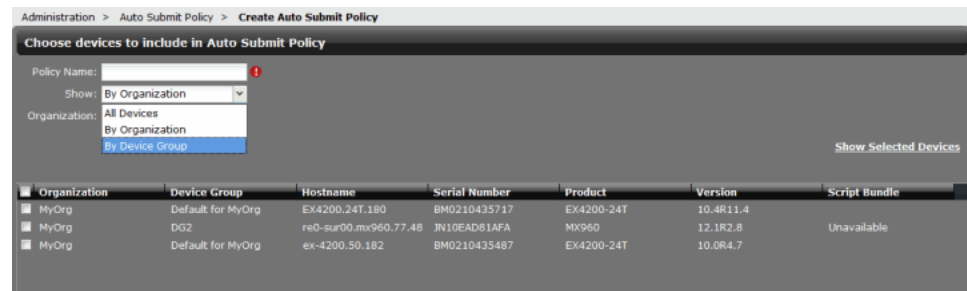 Administration > Auto Submit Policy > Create Auto Submit Policy
Choose devices to include in Auto Submit Policy
Policy Name:
Show: By Organization
Organization: All Devices
By Organization
By Device Group
Show Selected Devices
Organization Device Group Hostname Serial Number Product Version Script Bundle
MyOrg Default for MyOrg EX4200.24T.180 BM0210435717 EX4200-24T 10.4R11.4
MyOrg DG2 re0-sur00.mx960.77.48 JN10EAD81AFA MX960 12.1R2.8 Unavailable
MyOrg Default for MyOrg ex-4200.50.182 BM0210435487 EX4200-24T 10.0R4.7